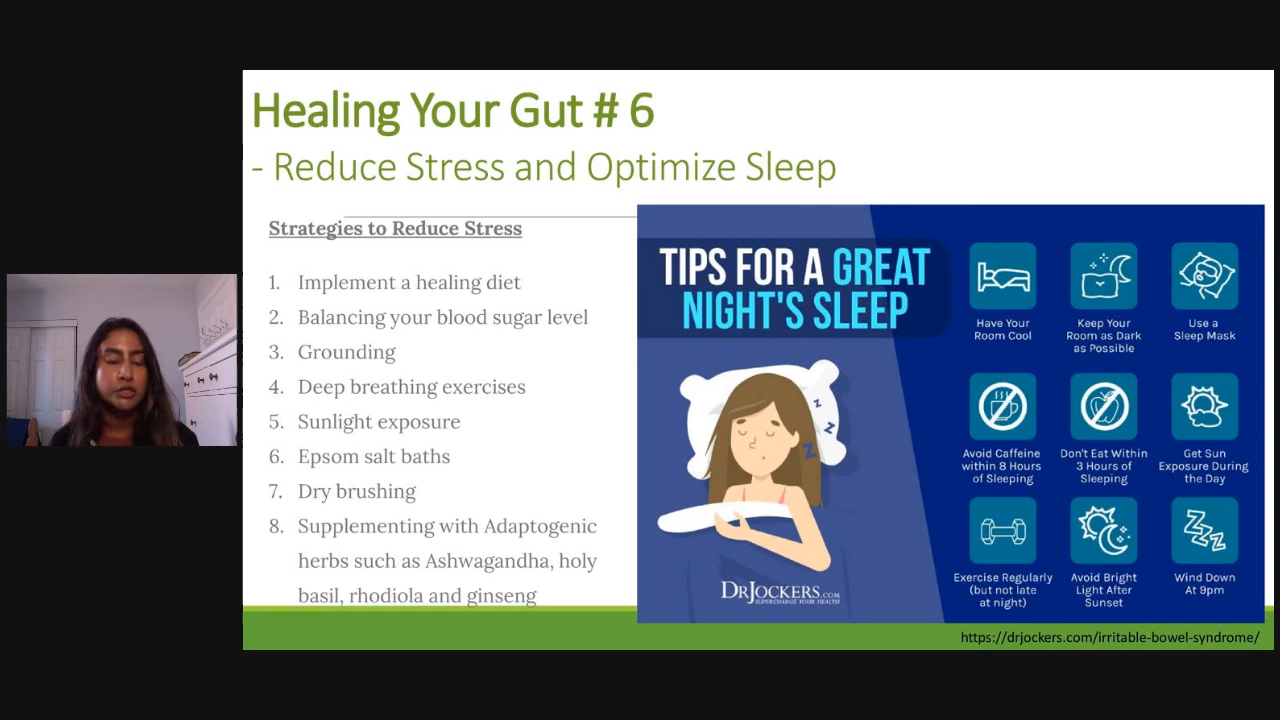 Healing Your Gut # 6
- Reduce Stress and Optimize Sleep
Strategies to Reduce Stress
1. Implement a healing diet
2. Balancing your blood sugar level
3. Grounding
4. Deep breathing exercises
5. Sunlight exposure
6. Epsom salt baths
7. Dry brushing
8. Supplementing with Adaptogenic
herbs such as Ashwagandha, holy
basil, rhodiola and ginseng
TIPS FOR A GREAT
NIGHT'S SLEEP
z
z
z
DRJOCKERS.COM
SUPERCHARGE YOUR HEALTH
Have Your
Room Cool
Keep Your
Room as Dark
as Possible
Use a
Sleep Mask
Avoid Caffeine
within 8 Hours
of Sleeping
Don't Eat Within
3 Hours of
Sleeping
Get Sun
Exposure During
the Day
Exercise Regularly
(but not late
at night)
Avoid Bright
Light After
Sunset
ZZZ
Wind Down
At 9pm
https://drjockers.com/irritable-bowel-syndrome/